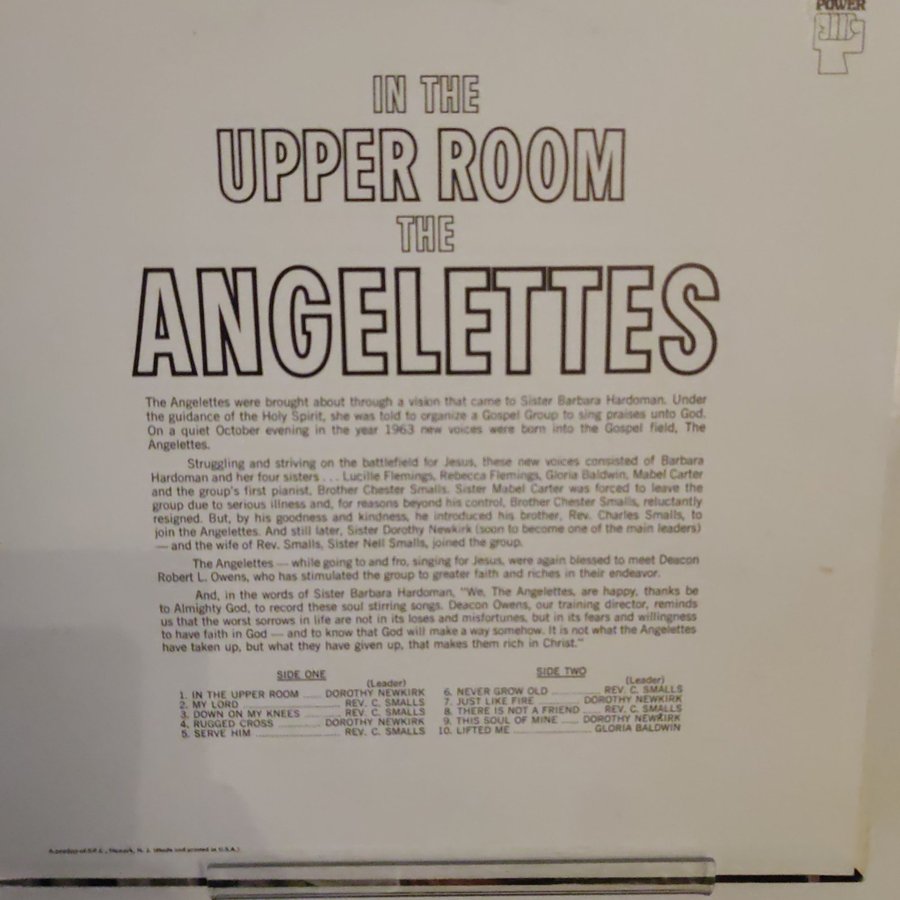 POWER
IN THE
UPPER ROOM
THE
ANGELETTES
The Angelettes were brought about through a vision that came to Sister Barbara Hardoman. Under
the guidance of the Holy Spirit, she was told to organize a Gospel Group to sing praises unto God.
On a quiet October evening in the year 1963 new voices were born into the Gospel field, The
Angelettes.
Struggling and striving on the battlefield for Jesus, these new voices consisted of Barbara
Hardoman and her four sisters . . . Lucille Flemings, Rebecca Flemings, Gloria Baldwin, Mabel Carter
and the group's first pianist, Brother Chester Smalls. Sister Mabel Carter was forced to leave the
group due to serious illness and, for reasons beyond his control, Brother Chester Smalls, reluctantly
resigned. But, by his goodness and kindness, he introduced his brother, Rev. Charles Smalls, to
join the Angelettes. And still later, Sister Dorothy Newkirk (soon to become one of the main leaders)
— and the wife of Rev. Smalls, Sister Nell Smalls, joined the group.
The Angelettes — while going to and fro, singing for Jesus, were again blessed to meet Deacon
Robert L. Owens, who has stimulated the group to greater faith and riches in their endeavor.
And, in the words of Sister Barbara Hardoman, "We, The Angelettes, are happy, thanks be
to Almighty God, to record these soul stirring songs. Deacon Owens, our training director, reminds
us that the worst sorrows in life are not in its loses and misfortunes, but in its fears and willingness
to have faith in God — and to know that God will make a way somehow. It is not what the Angelettes
have taken up, but what they have given up, that makes them rich in Christ."
SIDE ONE
(Leader)
1. IN THE UPPER ROOM ..... DOROTHY NEWKIRK
2. MY LORD ..... REV. C. SMALLS
3. DOWN ON MY KNEES ..... REV. C. SMALLS
4. RUGGED CROSS ..... DOROTHY NEWKIRK
5. SERVE HIM ..... REV. C. SMALLS
SIDE TWO
(Leader)
6. NEVER GROW OLD ..... REV. C. SMALLS
7. JUST LIKE FIRE ..... DOROTHY NEWKIRK
8. THERE IS NOT A FRIEND ..... REV. C. SMALLS
9. THIS SOUL OF MINE ..... DOROTHY NEWKIRK
10. LIFTED ME ..... GLORIA BALDWIN
A product of Newark, N. J. (Made and printed in U.S.A.)